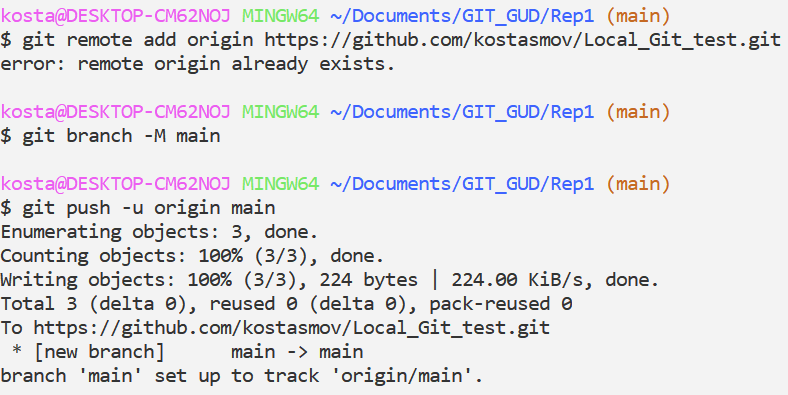 kosta@DESKTOP-CM62NOJ MINGW64 ~/Documents/GIT_GUD/Rep1 (main)
$ git remote add origin https://github.com/kostasmov/Local_Git_test.git
error: remote origin already exists.
kosta@DESKTOP-CM62NOJ MINGW64 ~/Documents/GIT_GUD/Rep1 (main)
$ git branch -M main
kosta@DESKTOP-CM62NOJ MINGW64 ~/Documents/GIT_GUD/Rep1 (main)
$ git push -u origin main
Enumerating objects: 3, done.
Counting objects: 100% (3/3), done.
Writing objects: 100% (3/3), 224 bytes | 224.00 KiB/s, done.
Total 3 (delta 0), reused 0 (delta 0), pack-reused 0
To https://github.com/kostasmov/Local_Git_test.git
 * [new branch]      main -> main
branch 'main' set up to track 'origin/main'.